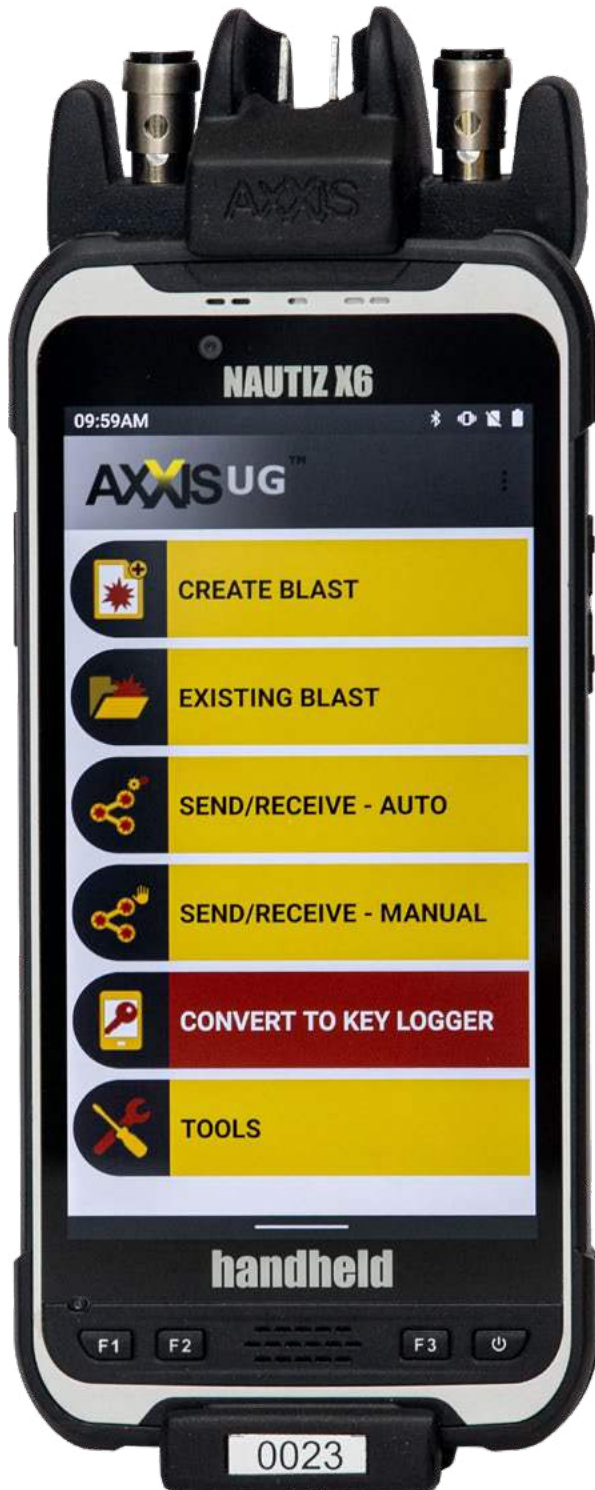 AXXIS
NAUTIZ X6
09:59AM
AXXIS UG™
CREATE BLAST
EXISTING BLAST
SEND/RECEIVE - AUTO
SEND/RECEIVE - MANUAL
CONVERT TO KEY LOGGER
TOOLS
handheld
F1 F2 F3
0023